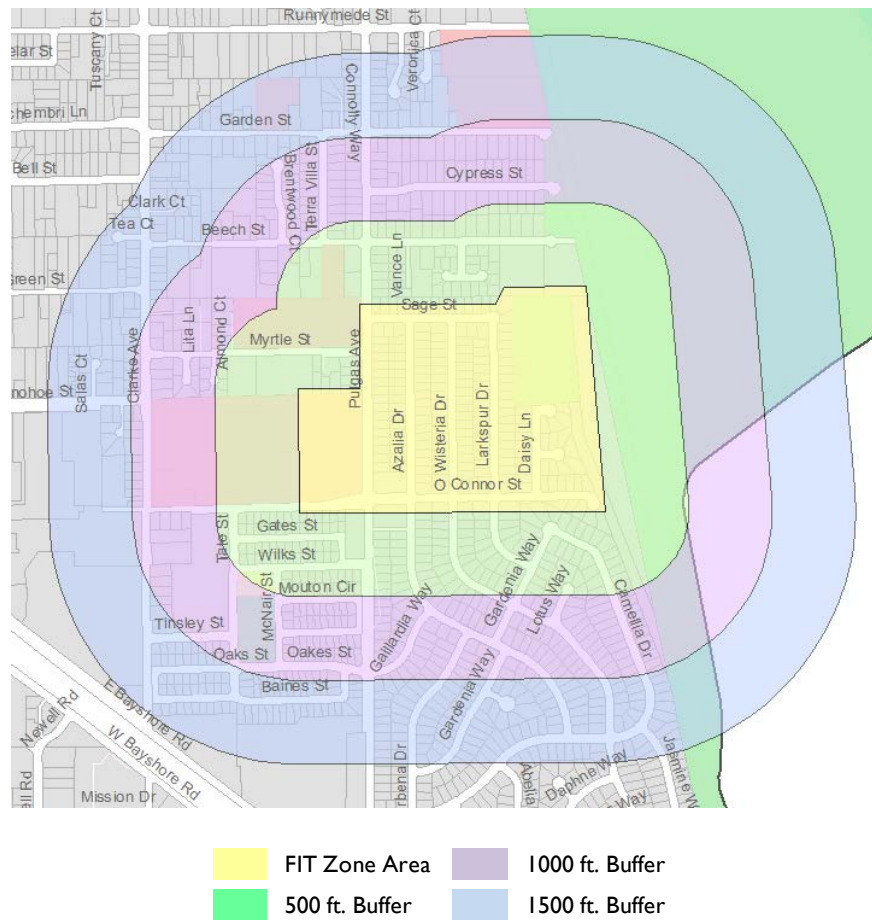 Runnymede St
Tuscany Ct
Veronica Ct
elar St
Connolly Way
hembri Ln
Garden St
Bell St
Brentwood Ct
Terra Villa St
Cypress St
Clark Ct
Tea Ct
Beech St
Vance Ln
Green St
Sage St
Lita Ln
Almond Ct
Myrtle St
Pulgas Ave
Clarke Ave
Salas Ct
nohoe St
Azalia Dr
Wisteria Dr
Larkspur Dr
Daisy Ln
O Connor St
Tate St
Gates St
Wilks St
Mouton Cir
McNair St
Gardenia Way
Lotus Way
Camellia Dr
Tinsley St
Gaillardia Way
Oaks St
Oakes St
Baines St
Gardenia Way
Newell Rd
E Bayshore Rd
W Bayshore Rd
rbena Dr
Jasmine W
Daphne Way
Abelia
Way
Mission Dr
ell Rd
FIT Zone Area
1000 ft. Buffer
500 ft. Buffer
1500 ft. Buffer